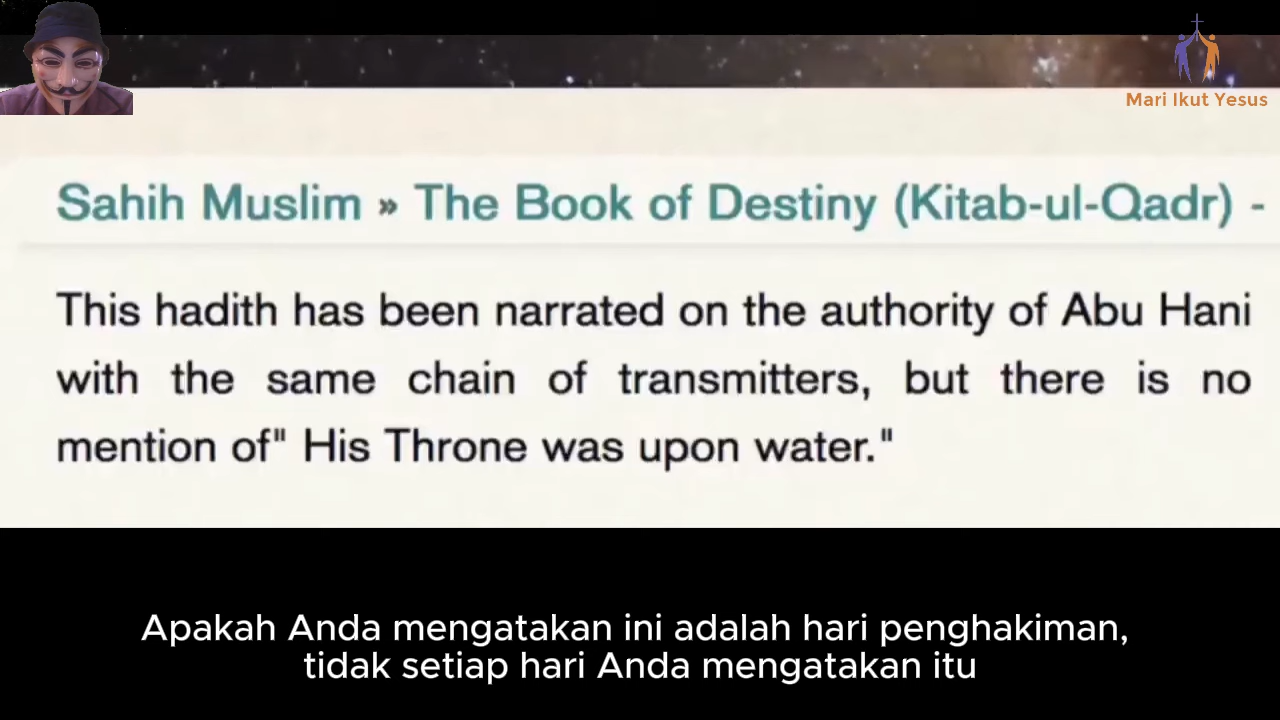 Mari Ikut Yesus
Sahih Muslim » The Book of Destiny (Kitab-ul-Qadr) -
This hadith has been narrated on the authority of Abu Hani
with the same chain of transmitters, but there is no
mention of" His Throne was upon water."
Apakah Anda mengatakan ini adalah hari penghakiman,
tidak setiap hari Anda mengatakan itu